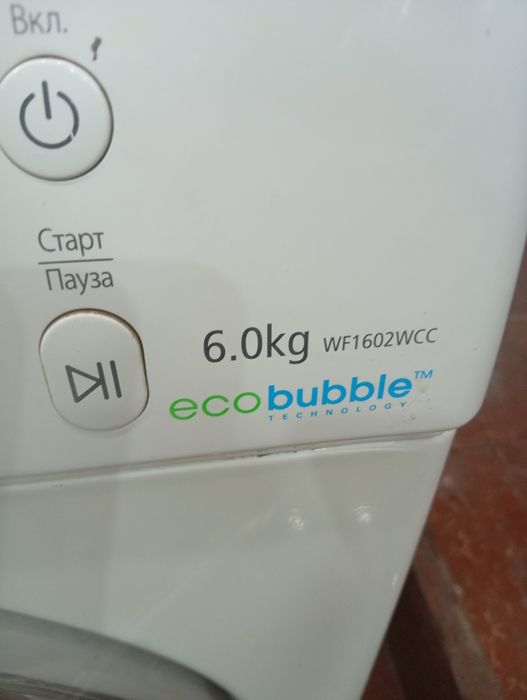 Вкл.
Старт
Пауза
6.0kg WF1602WCC
ecobubble™
TECHNOLOGY